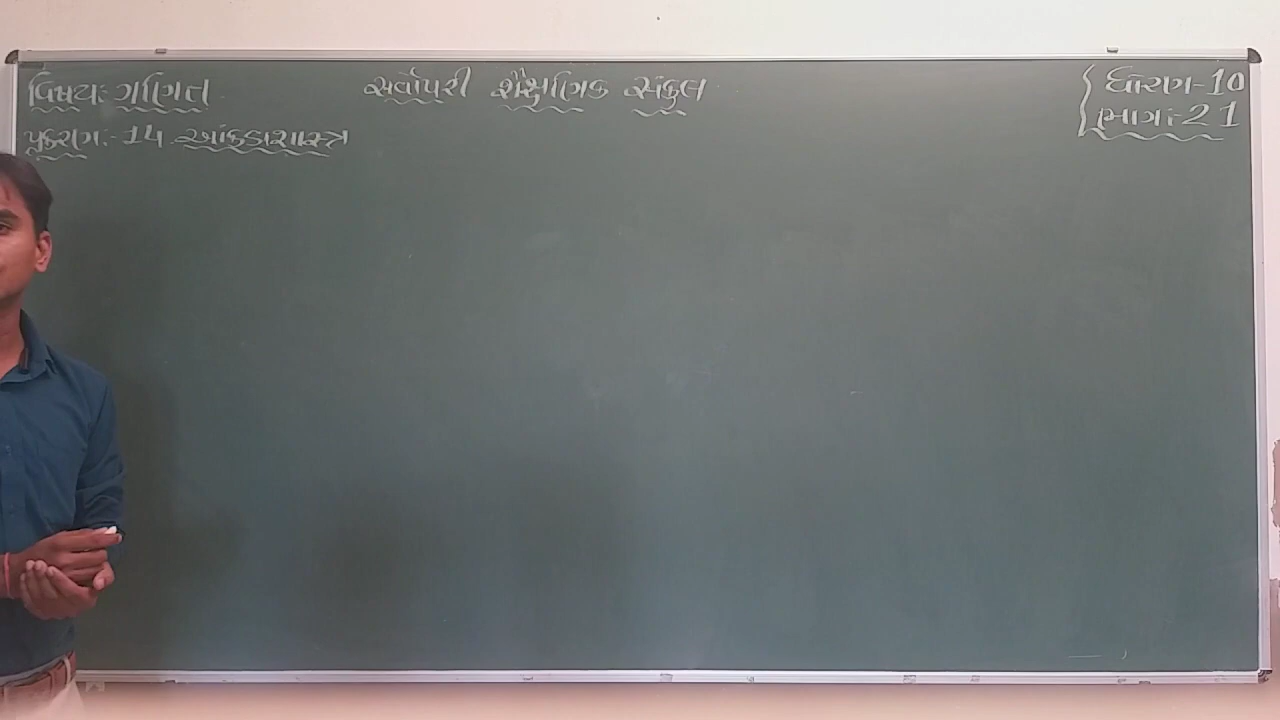 વિષય:- ગણિત
સર્વોપરી શૈક્ષણિક સંકુલ
ધોરણ-10
પ્રકરણ:-14 આંકડાશાસ્ત્ર
ભાગ:-21